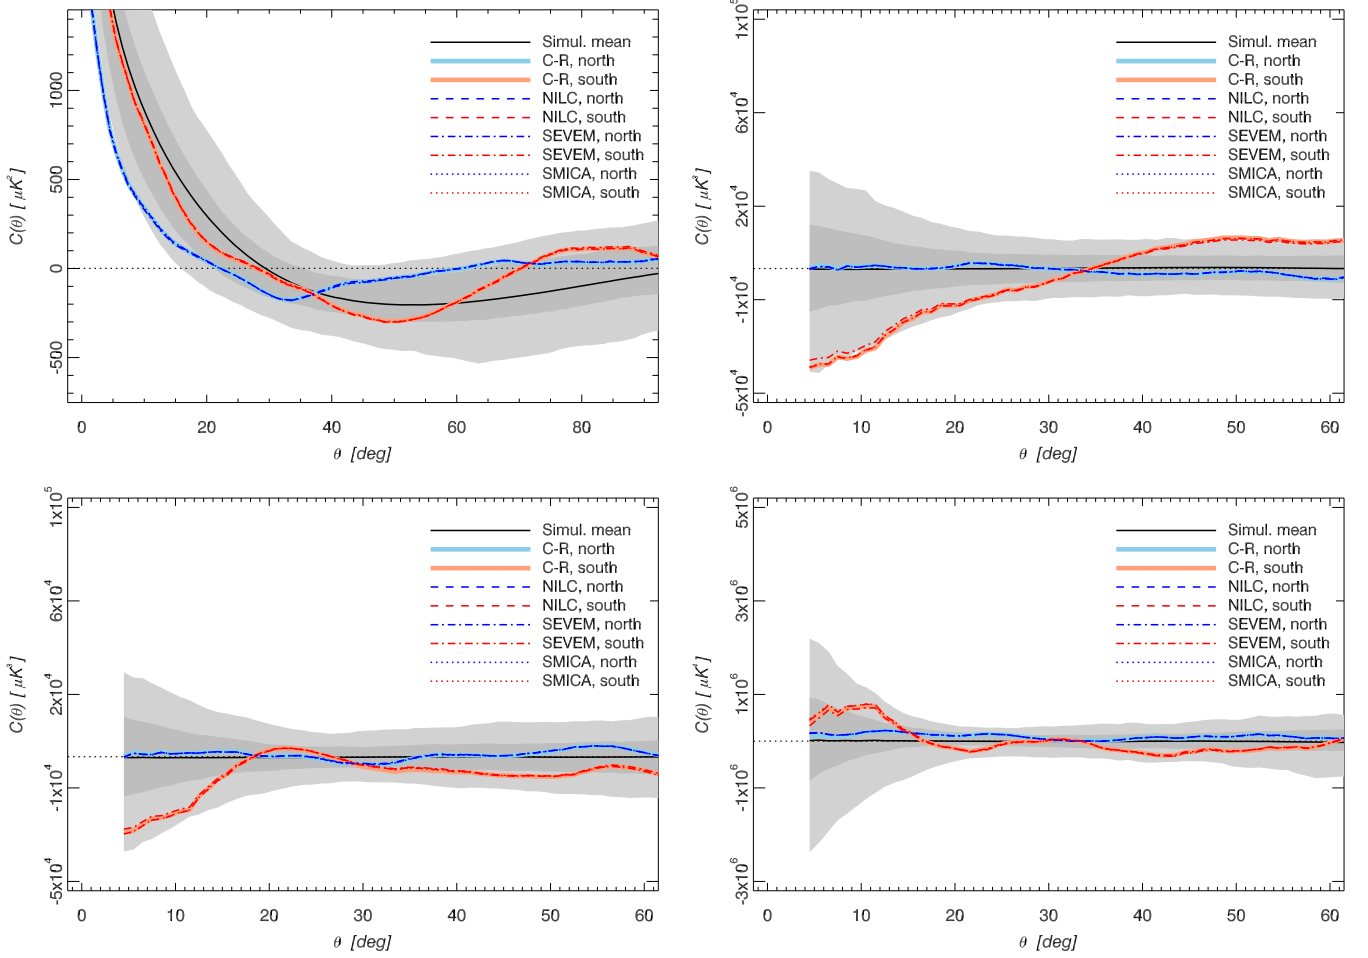 1000
500
0
-500
C(θ) [ μK²]
0 20 40 60 80
θ [deg]
Simul. mean
C-R, north
C-R, south
NILC, north
NILC, south
SEVEM, north
SEVEM, south
SMICA, north
SMICA, south
1x10⁵
6x10⁴
2x10⁴
-1x10⁴
-5x10⁴
C(θ) [ μK³]
0 10 20 30 40 50 60
θ [deg]
Simul. mean
C-R, north
C-R, south
NILC, north
NILC, south
SEVEM, north
SEVEM, south
SMICA, north
SMICA, south
1x10⁵
6x10⁴
2x10⁴
-1x10⁴
-5x10⁴
C(θ) [ μK³]
0 10 20 30 40 50 60
θ [deg]
Simul. mean
C-R, north
C-R, south
NILC, north
NILC, south
SEVEM, north
SEVEM, south
SMICA, north
SMICA, south
5x10⁶
3x10⁶
1x10⁶
-1x10⁶
-3x10⁶
C(θ) [ μK⁴]
0 10 20 30 40 50 60
θ [deg]
Simul. mean
C-R, north
C-R, south
NILC, north
NILC, south
SEVEM, north
SEVEM, south
SMICA, north
SMICA, south